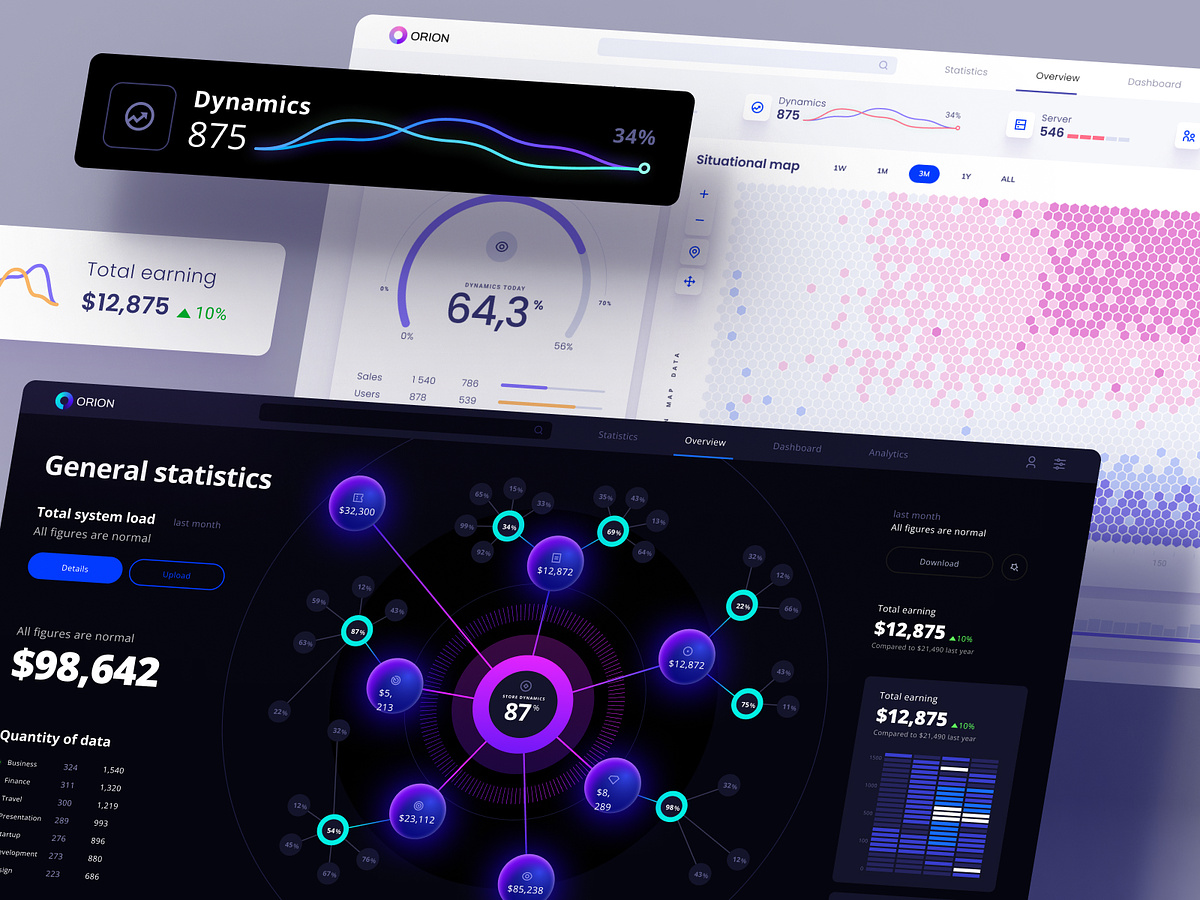 ORION
Statistics
Overview
Dashboard
Dynamics
875
34%
Dynamics
875
34%
Server
546
Situational map
1W
1M
3M
1Y
ALL
+
−
Total earning
$12,875
10%
DYNAMICS TODAY
64,3 %
0%
70%
0%
56%
Sales 1 540 786
Users 878 539
MAP DATA
150
ORION
Statistics
Overview
Dashboard
Analytics
General statistics
Total system load
last month
All figures are normal
Details
Upload
All figures are normal
$98,642
Quantity of data
Business 324 1,540
Finance 311 1,320
Travel 300 1,219
Presentation 289 993
tartup 276 896
evelopment 273 880
sign 223 686
$32,300
65%
15%
33%
99%
34%
92%
35%
43%
13%
69%
64%
$12,872
32%
12%
22%
66%
59%
12%
43%
87%
63%
22%
$5,
213
$12,872
43%
75%
11%
STORE DYNAMICS
87%
32%
12%
54%
45%
76%
67%
$23,112
$8,
289
98%
32%
12%
43%
$85,238
last month
All figures are normal
Download
Total earning
$12,875
10%
Compared to $21,490 last year
Total earning
$12,875
10%
Compared to $21,490 last year
1500
1000
500
100
0